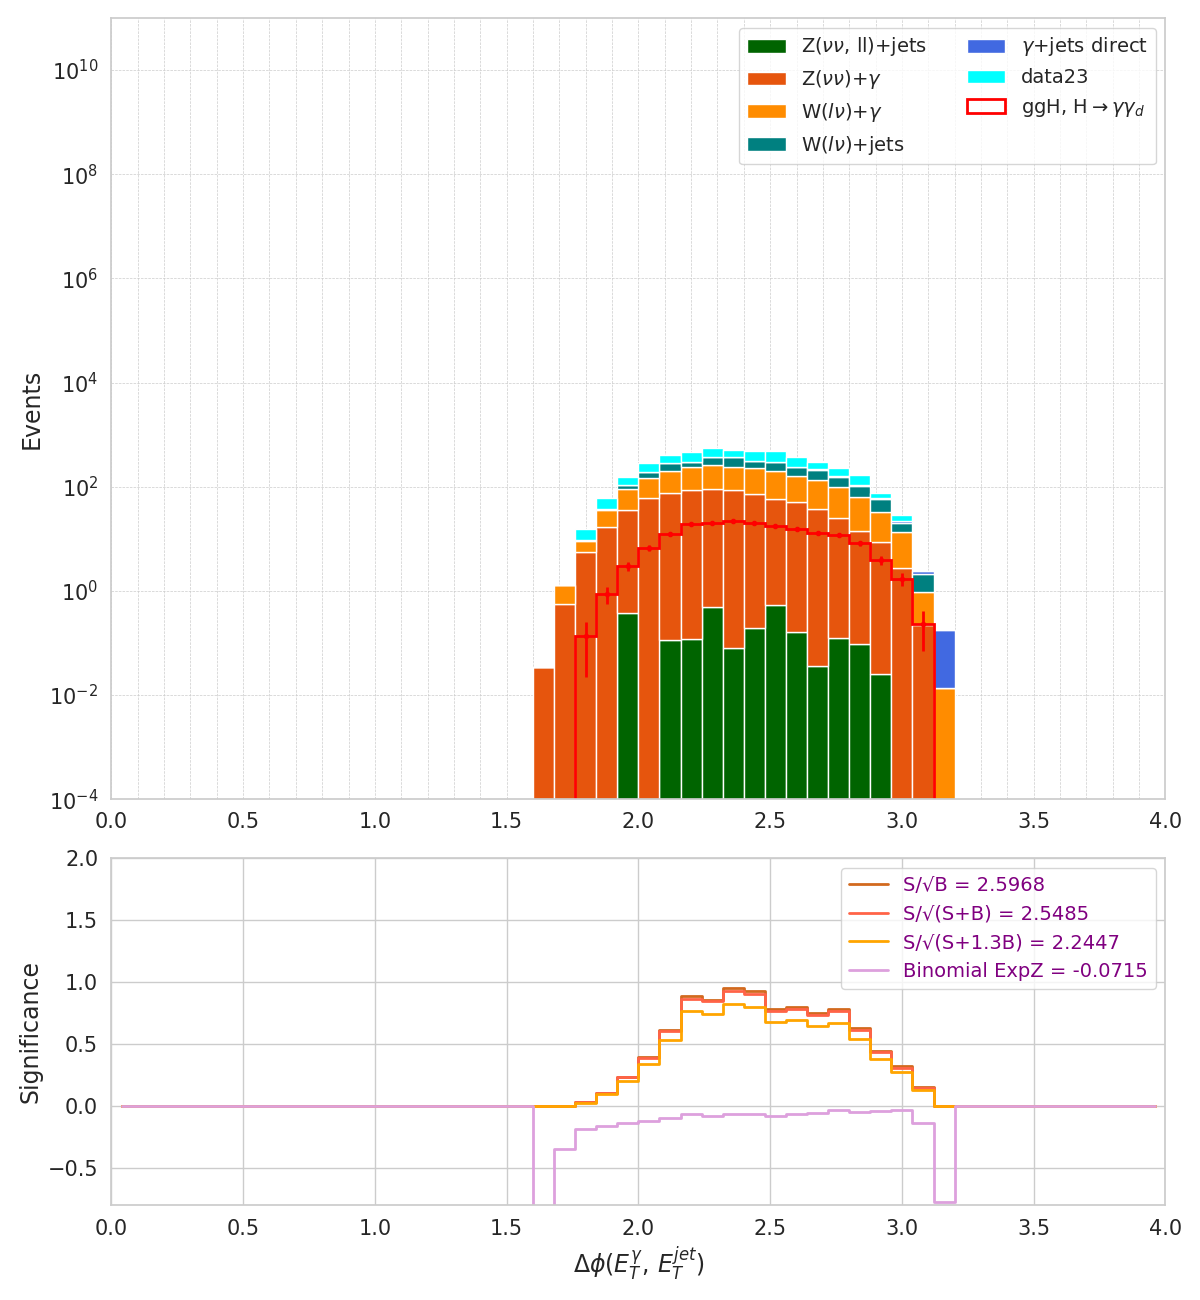 Events
10^10
10^8
10^6
10^4
10^2
10^0
10^−2
10^−4
0.0 0.5 1.0 1.5 2.0 2.5 3.0 3.5 4.0
Z(νν, ll)+jets
Z(νν)+γ
W(lν)+γ
W(lν)+jets
γ+jets direct
data23
ggH, H→γγ_d
Significance
2.0
1.5
1.0
0.5
0.0
−0.5
S/√B = 2.5968
S/√(S+B) = 2.5485
S/√(S+1.3B) = 2.2447
Binomial ExpZ = -0.0715
0.0 0.5 1.0 1.5 2.0 2.5 3.0 3.5 4.0
Δϕ(E_T^γ, E_T^jet)